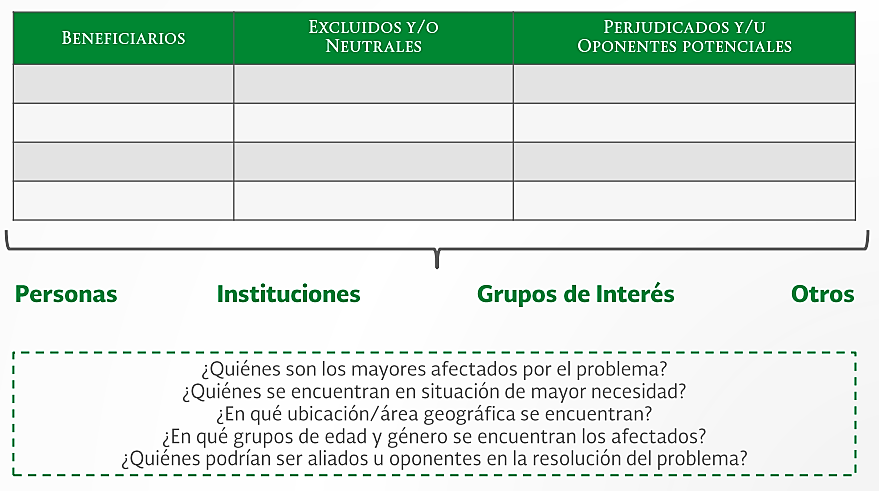 BENEFICIARIOS
EXCLUIDOS Y/O
NEUTRALES
PERJUDICADOS Y/U
OPONENTES POTENCIALES
Personas
Instituciones
Grupos de Interés
Otros
¿Quiénes son los mayores afectados por el problema?
¿Quiénes se encuentran en situación de mayor necesidad?
¿En qué ubicación/área geográfica se encuentran?
¿En qué grupos de edad y género se encuentran los afectados?
¿Quiénes podrían ser aliados u oponentes en la resolución del problema?